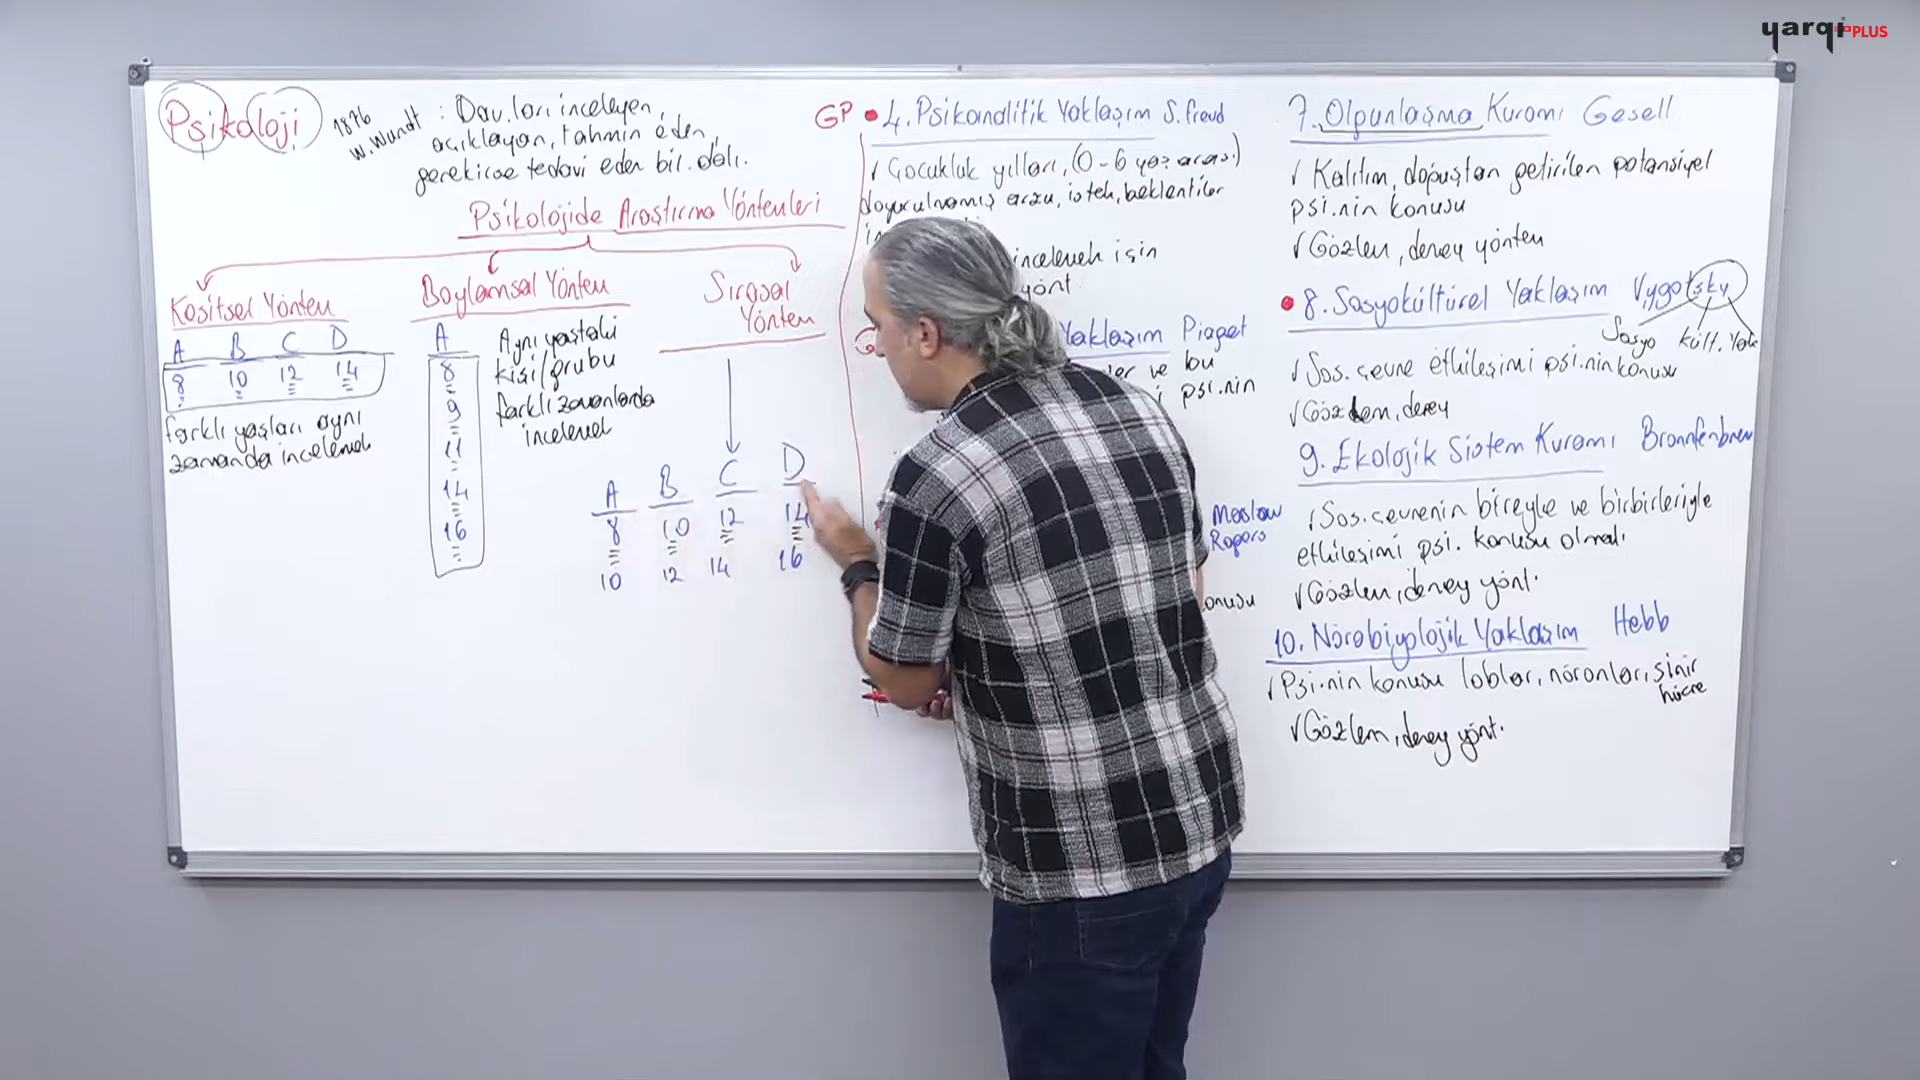 yarqı PLUS
Psikoloji
1876
W. Wundt
: Dav.ları inceleyen,
açıklayan, tahmin eden,
gerekirse tedavi eden bil. dalı.
Psikolojide Araştırma Yöntemleri
Kesitsel Yöntem
A B C D
8 10 12 14
farklı yaşları aynı
zamanda incelemek
Boylamsal Yöntem
A
8
9
11
14
16
Aynı yaştaki
kişi/grubu
farklı zamanlarda
incelemek
Sırasal
Yöntem
A B C D
8 10 12 14
10 12 14 16
GP
4. Psikanalitik Yaklaşım S. Freud
√ Çocukluk yılları, (0-6 yaş arası)
doyurulmamış arzu, istek, beklentiler
incelemek için
yönt.
Yaklaşım Piaget
ler ve bu
psi.nin
Maslow
Rogers
konusu
7. Olgunlaşma Kuramı Gesell
√ Kalıtım, doğuştan getirilen potansiyel
psi.nin konusu
√ Gözlem, deney yöntem
8. Sosyokültürel Yaklaşım Vygotsky
Sosyo kült. Yak
√ Sos. çevre etkileşimi psi.nin konusu
√ Gözlem, deney
9. Ekolojik Sistem Kuramı Bronfenbren
√ Sos. çevrenin bireyle ve birbirleriyle
etkileşimi psi. konusu olmalı
√ Gözlem, deney yönt.
10. Nörobiyolojik Yaklaşım Hebb
√ Psi.nin konusu loblar, nöronlar, sinir
hücre
√ Gözlem, deney yönt.